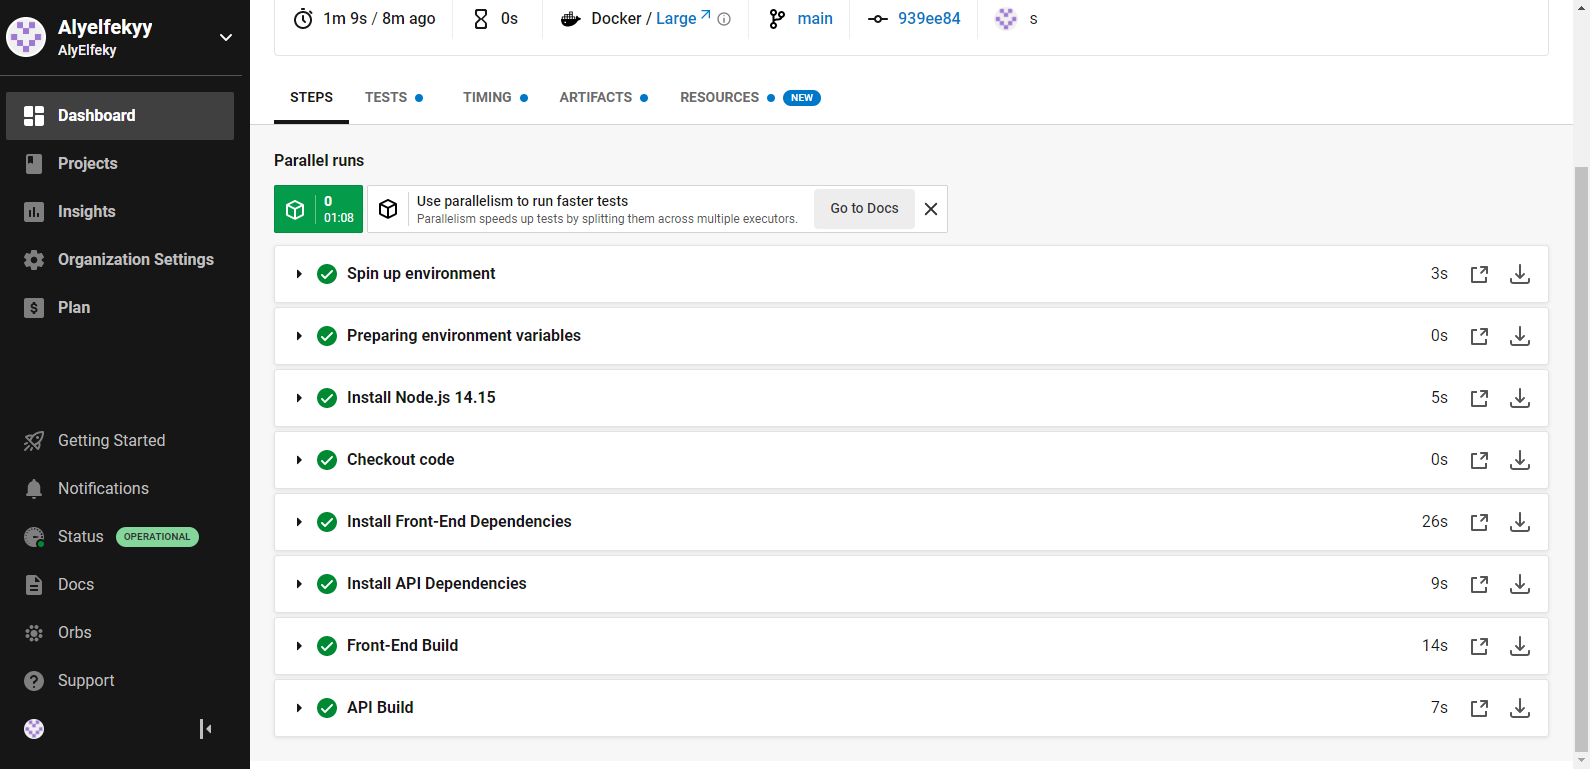 Alyelfekyy
AlyElfeky
Dashboard
Projects
Insights
Organization Settings
Plan
Getting Started
Notifications
Status OPERATIONAL
Docs
Orbs
Support
1m 9s / 8m ago
0s
Docker / Large
main
939ee84
s
STEPS
TESTS
TIMING
ARTIFACTS
RESOURCES NEW
Parallel runs
0
01:08
Use parallelism to run faster tests
Parallelism speeds up tests by splitting them across multiple executors.
Go to Docs
Spin up environment 3s
Preparing environment variables 0s
Install Node.js 14.15 5s
Checkout code 0s
Install Front-End Dependencies 26s
Install API Dependencies 9s
Front-End Build 14s
API Build 7s